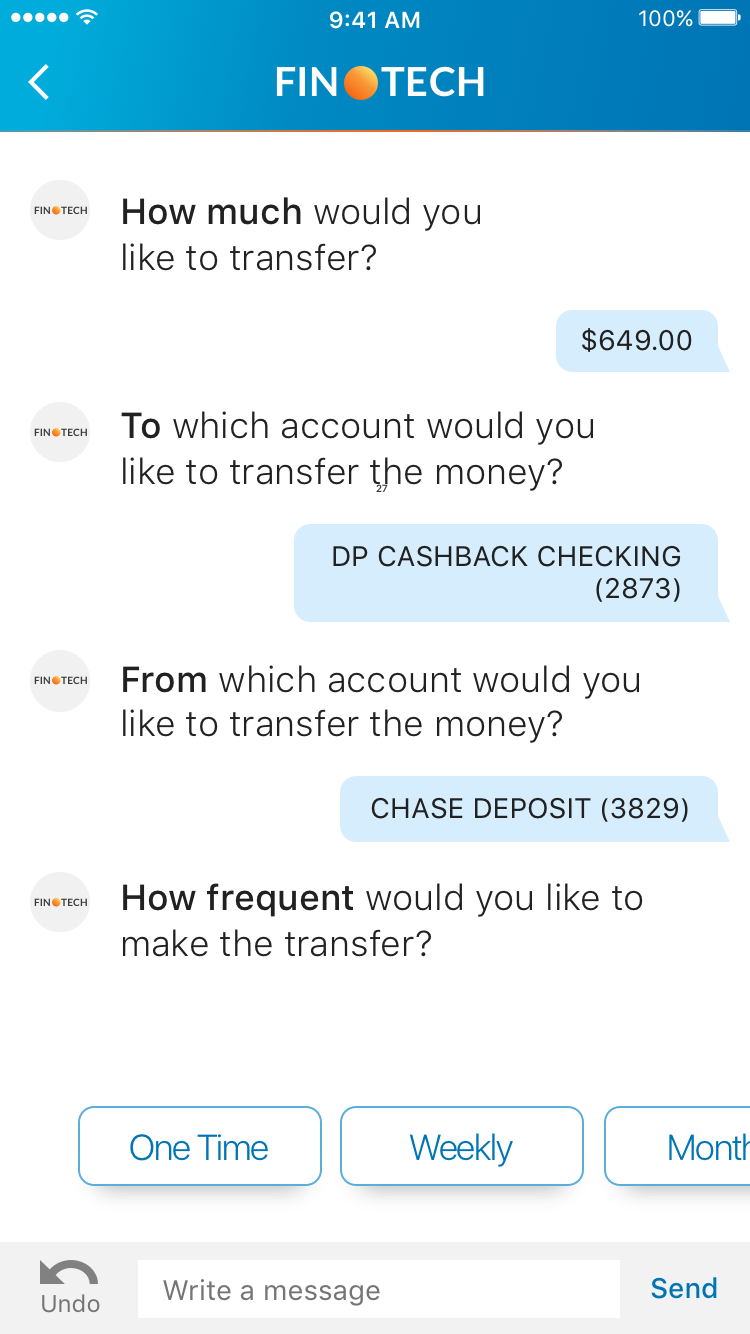 9:41 AM
100%
FIN TECH
FIN TECH
How much would you
like to transfer?
$649.00
FIN TECH
To which account would you
like to transfer the money?
27
DP CASHBACK CHECKING
(2873)
FIN TECH
From which account would you
like to transfer the money?
CHASE DEPOSIT (3829)
FIN TECH
How frequent would you like to
make the transfer?
One Time
Weekly
Month
Undo
Write a message
Send